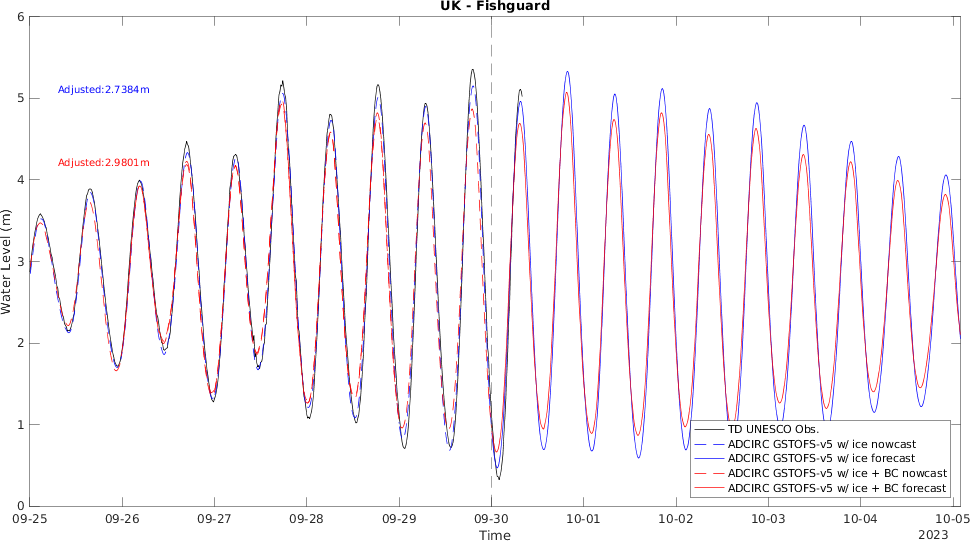 UK - Fishguard
6
5
4
3
2
1
0
Water Level (m)
Adjusted:2.7384m
Adjusted:2.9801m
TD UNESCO Obs.
ADCIRC GSTOFS-v5 w/ ice nowcast
ADCIRC GSTOFS-v5 w/ ice forecast
ADCIRC GSTOFS-v5 w/ ice + BC nowcast
ADCIRC GSTOFS-v5 w/ ice + BC forecast
09-25 09-26 09-27 09-28 09-29 09-30 10-01 10-02 10-03 10-04 10-05
Time
2023